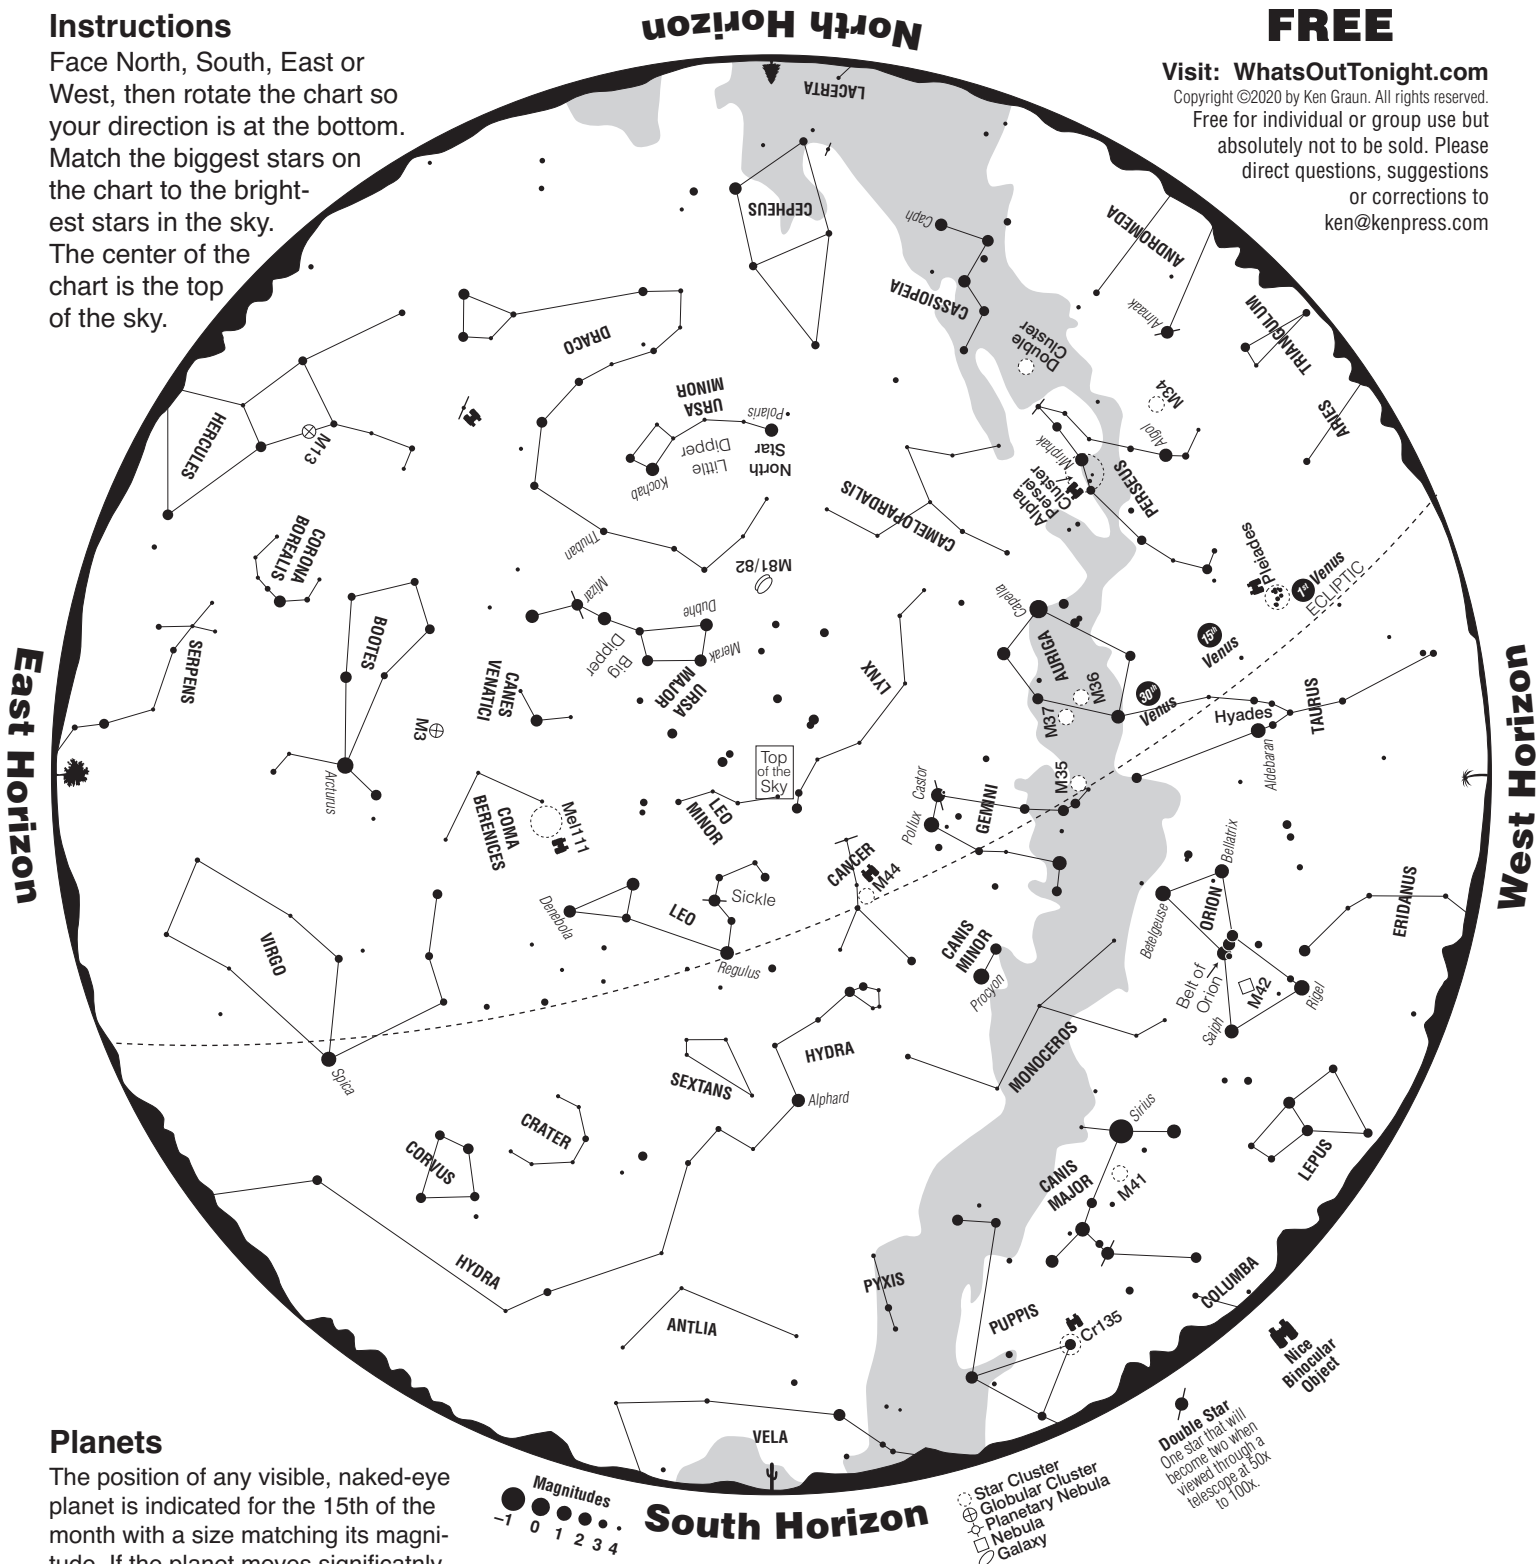 Instructions
Face North, South, East or
West, then rotate the chart so
your direction is at the bottom.
Match the biggest stars on
the chart to the bright-
est stars in the sky.
The center of the
chart is the top
of the sky.
North Horizon
FREE
Visit: WhatsOutTonight.com
Copyright ©2020 by Ken Graun. All rights reserved.
Free for individual or group use but
absolutely not to be sold. Please
direct questions, suggestions
or corrections to
ken@kenpress.com
LACERTA
CEPHEUS
Caph
CASSIOPEIA
ANDROMEDA
Almaak
TRIANGULUM
ARIES
Double
Cluster
M34
Algol
Mirphak
PERSEUS
Alpha
Persei
Cluster
DRACO
URSA
MINOR
Polaris
North
Star
Little
Dipper
Kochab
Thuban
HERCULES
M13
CAMELOPARDALIS
M81/82
CORONA
BOREALIS
Pleiades
1st Venus
ECLIPTIC
15th
Venus
30th
Venus
Capella
AURIGA
M36
M37
Mizar
Dubhe
Merak
Big
Dipper
URSA
MAJOR
BOOTES
SERPENS
CANES
VENATICI
M3
LYNX
Hyades
TAURUS
Aldebaran
East Horizon
West Horizon
Arcturus
COMA
BERENICES
Mel111
LEO
MINOR
Top
of the
Sky
Castor
Pollux
GEMINI
M35
CANCER
M44
Sickle
LEO
Denebola
Regulus
VIRGO
Spica
CANIS
MINOR
Procyon
Bellatrix
Betelgeuse
ORION
Belt of
Orion
M42
Rigel
Saiph
ERIDANUS
HYDRA
Alphard
SEXTANS
CRATER
CORVUS
MONOCEROS
Sirius
CANIS
MAJOR
M41
LEPUS
COLUMBA
HYDRA
ANTLIA
PYXIS
PUPPIS
Cr135
VELA
South Horizon
Planets
The position of any visible, naked-eye
planet is indicated for the 15th of the
month with a size matching its magni-
tude. If the planet moves significatnly
Magnitudes
–1 0 1 2 3 4
Star Cluster
Globular Cluster
Planetary Nebula
Nebula
Galaxy
Double Star
One star that will
become two when
viewed through a
telescope at 50x
to 100x.
Nice
Binocular
Object